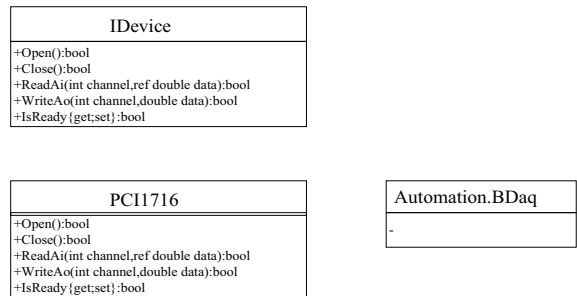 IDevice
+Open():bool
+Close():bool
+ReadAi(int channel,ref double data):bool
+WriteAo(int channel,double data):bool
+IsReady{get;set}:bool
PCI1716
+Open():bool
+Close():bool
+ReadAi(int channel,ref double data):bool
+WriteAo(int channel,double data):bool
+IsReady{get;set}:bool
Automation.BDaq
-